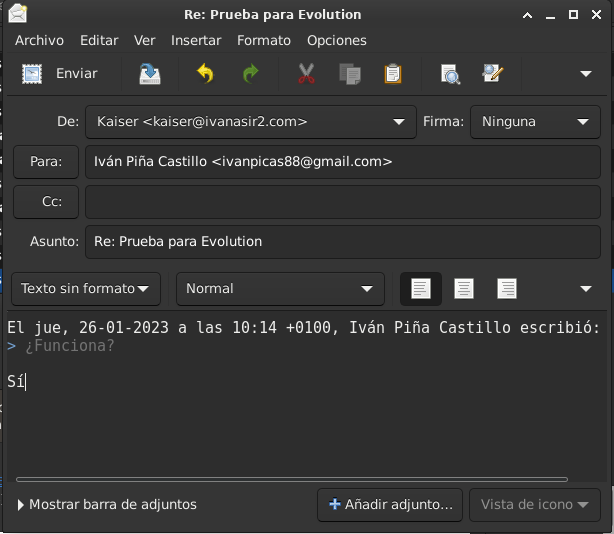 Re: Prueba para Evolution
Archivo Editar Ver Insertar Formato Opciones
Enviar
De: Kaiser <kaiser@ivanasir2.com> Firma: Ninguna
Para: Iván Piña Castillo <ivanpicas88@gmail.com>
Cc:
Asunto: Re: Prueba para Evolution
Texto sin formato Normal
El jue, 26-01-2023 a las 10:14 +0100, Iván Piña Castillo escribió:
> ¿Funciona?
Sí
Mostrar barra de adjuntos Añadir adjunto... Vista de icono